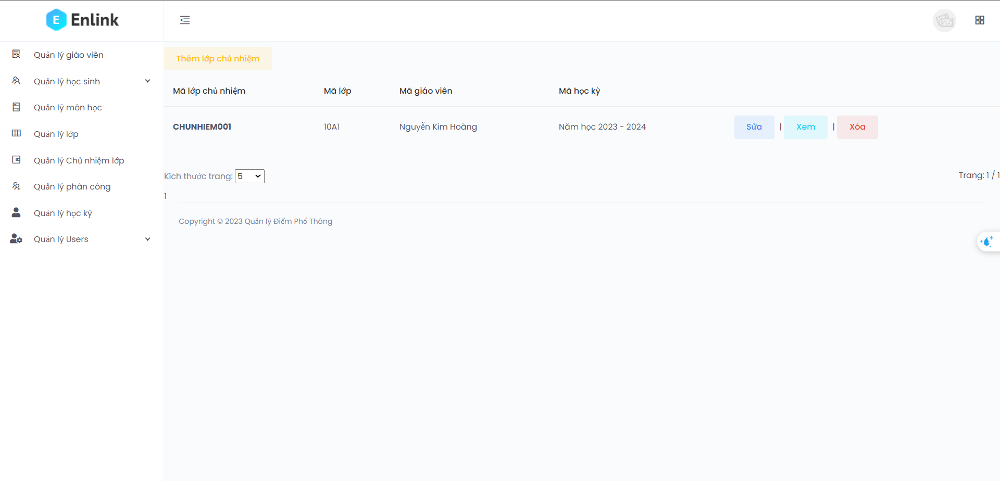 E Enlink
Quản lý giáo viên
Quản lý học sinh
Quản lý môn học
Quản lý lớp
Quản lý Chủ nhiệm lớp
Quản lý phân công
Quản lý học kỳ
Quản lý Users
Thêm lớp chủ nhiệm
Mã lớp chủ nhiệm Mã lớp Mã giáo viên Mã học kỳ
CHUNHIEM001 10A1 Nguyễn Kim Hoàng Năm học 2023 - 2024 Sửa | Xem | Xóa
Kích thước trang: 5 Trang: 1 / 1
1
Copyright © 2023 Quản lý Điểm Phổ Thông